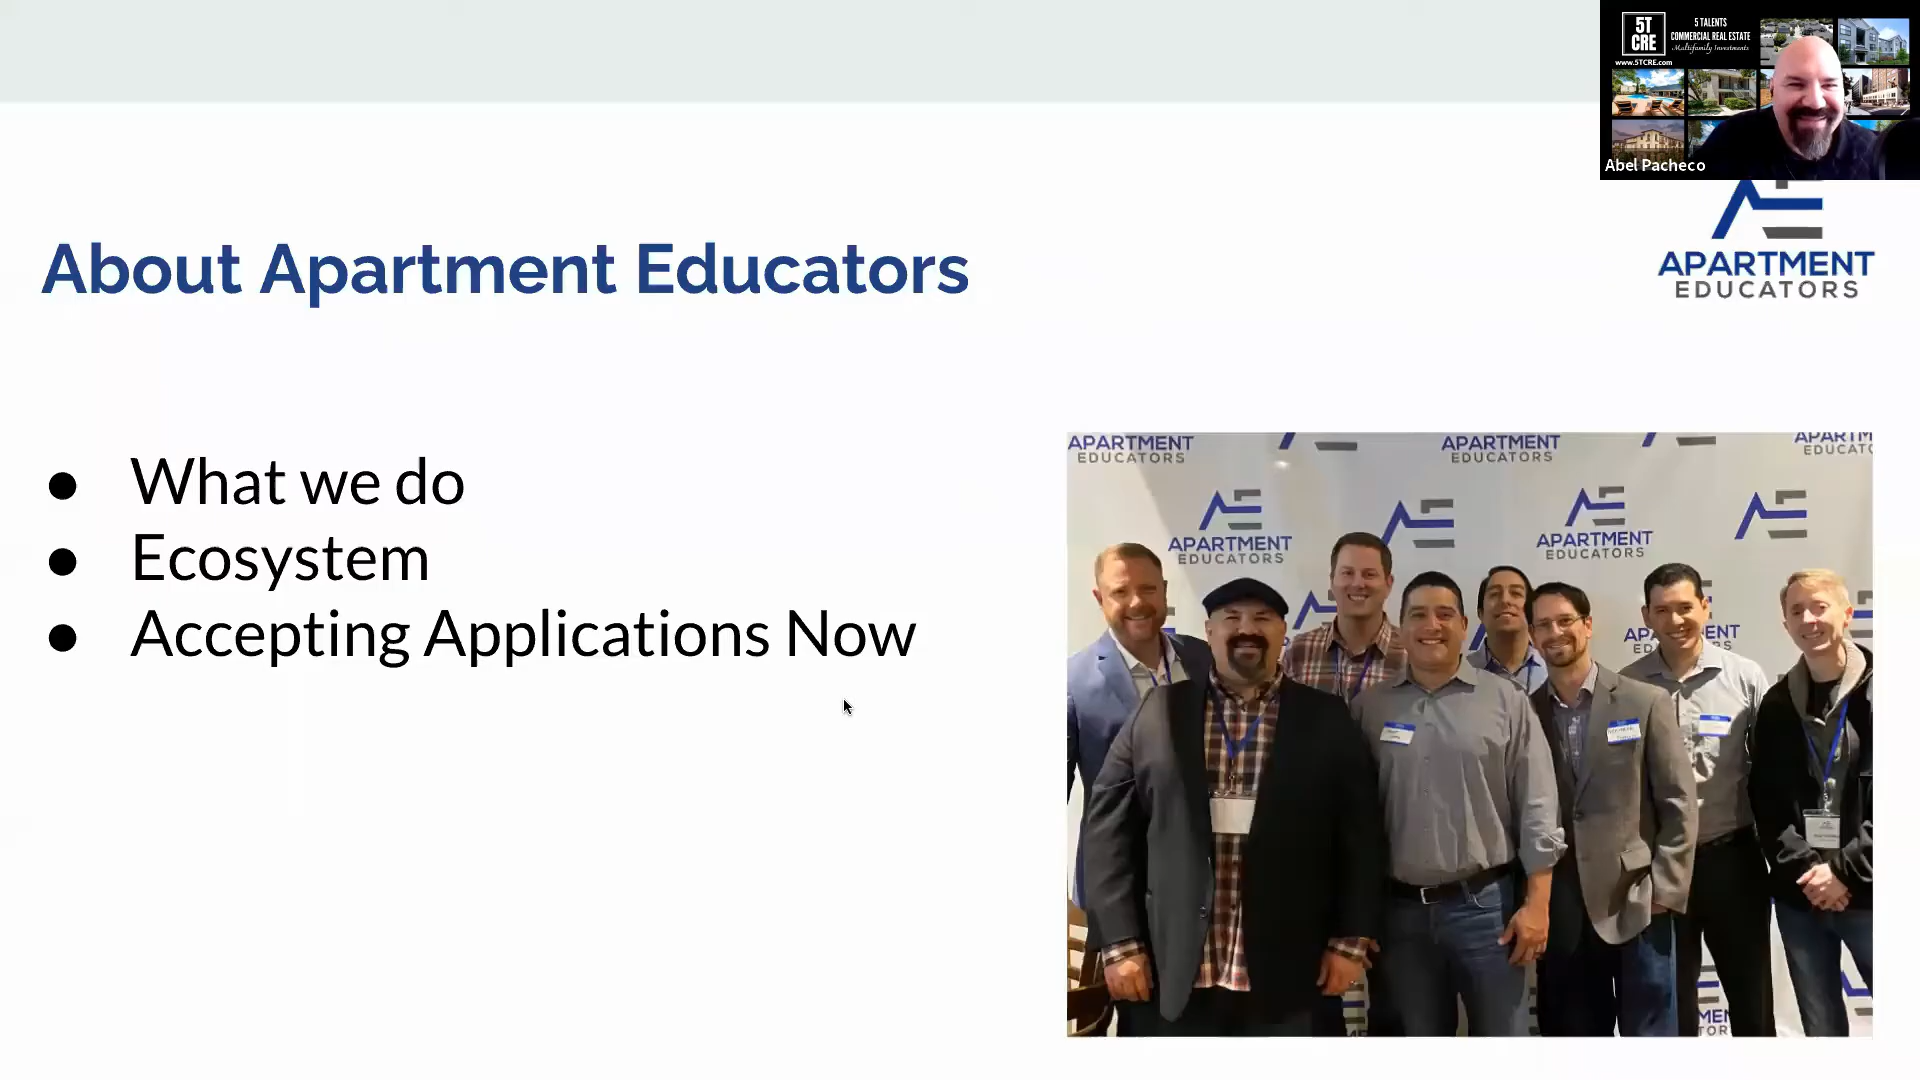 5T
CRE
5 TALENTS
COMMERCIAL REAL ESTATE
Multifamily Investments
www.5TCRE.com
Abel Pacheco
APARTMENT
EDUCATORS
About Apartment Educators
● What we do
● Ecosystem
● Accepting Applications Now
APARTMENT
EDUCATORS
APARTMENT
EDUCATORS
APARTMENT
EDUCATORS
APARTMENT
EDUCATORS